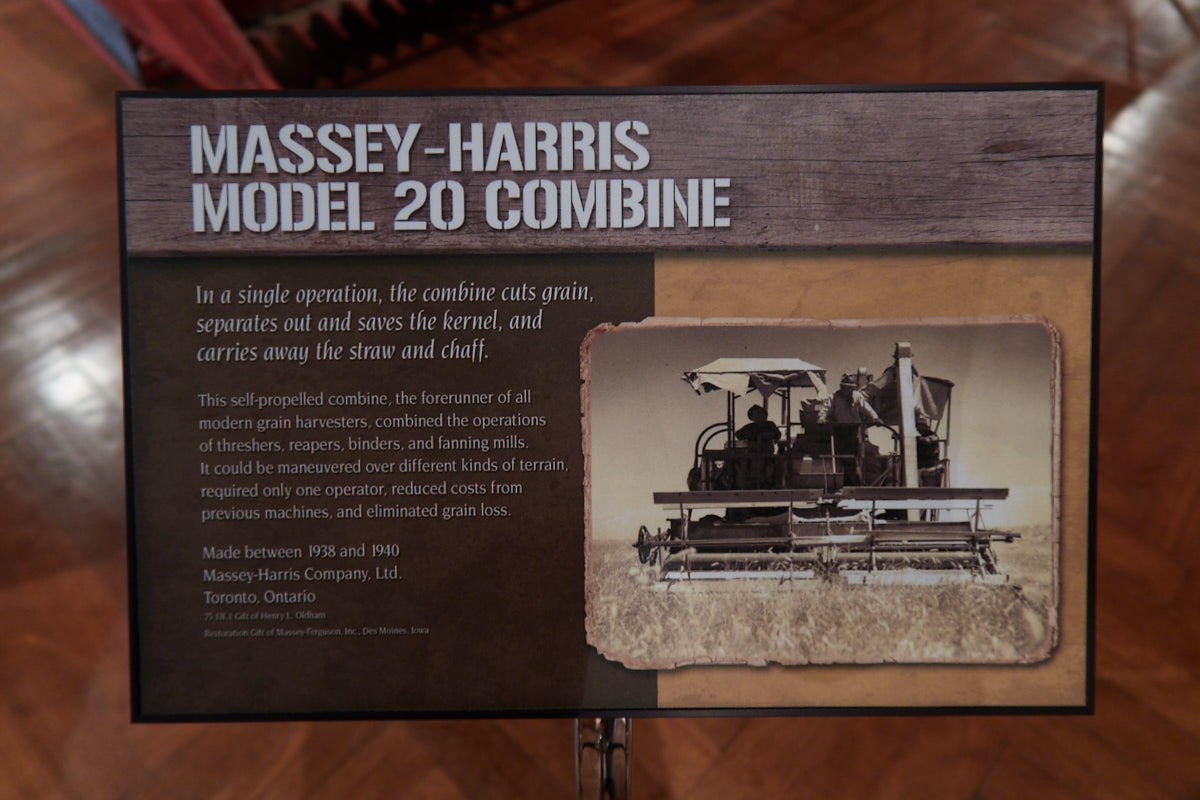 MASSEY-HARRIS
MODEL 20 COMBINE
In a single operation, the combine cuts grain,
separates out and saves the kernel, and
carries away the straw and chaff.
This self-propelled combine, the forerunner of all
modern grain harvesters, combined the operations
of threshers, reapers, binders, and fanning mills.
It could be maneuvered over different kinds of terrain,
required only one operator, reduced costs from
previous machines, and eliminated grain loss.
Made between 1938 and 1940
Massey-Harris Company, Ltd.
Toronto, Ontario
Gift of Henry L. Oldham
Restoration Gift of Massey-Ferguson, Inc., Des Moines, Iowa